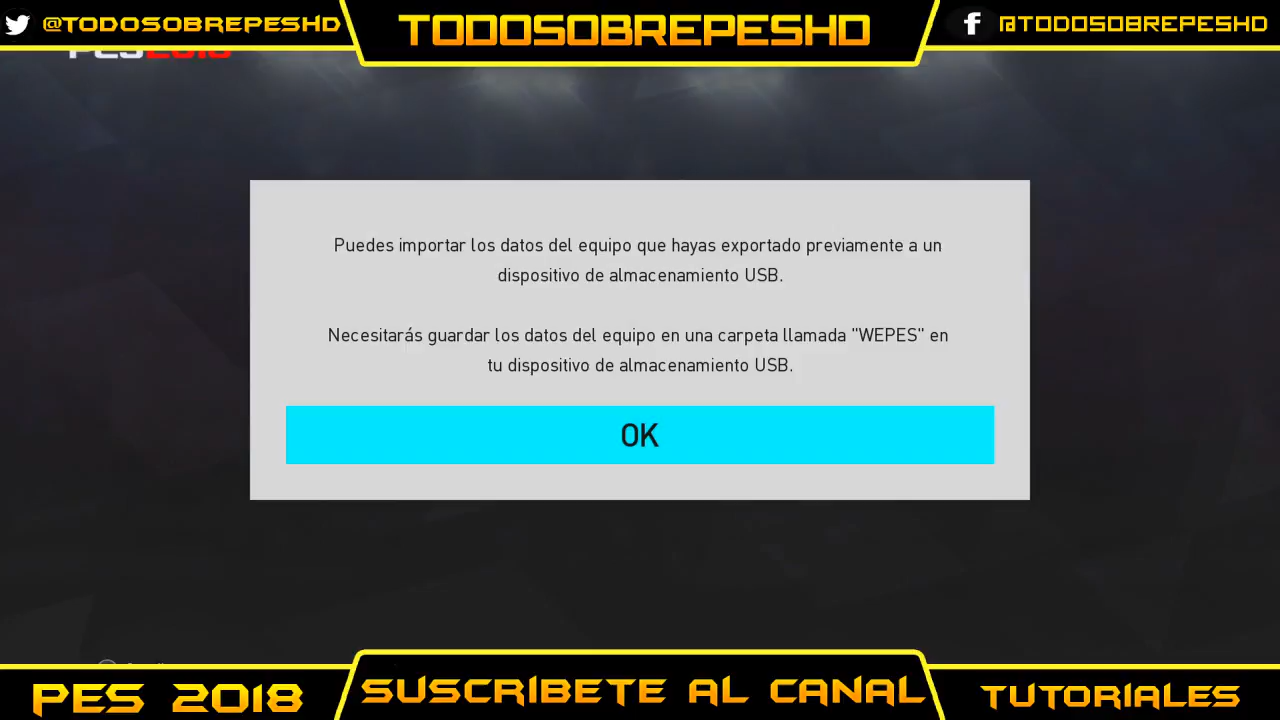 @TODOSOBREPESHD
TODOSOBREPESHD
@TODOSOBREPESHD
PES2018
Puedes importar los datos del equipo que hayas exportado previamente a un
dispositivo de almacenamiento USB.
Necesitarás guardar los datos del equipo en una carpeta llamada "WEPES" en
tu dispositivo de almacenamiento USB.
OK
PES 2018
SUSCRÍBETE AL CANAL
TUTORIALES